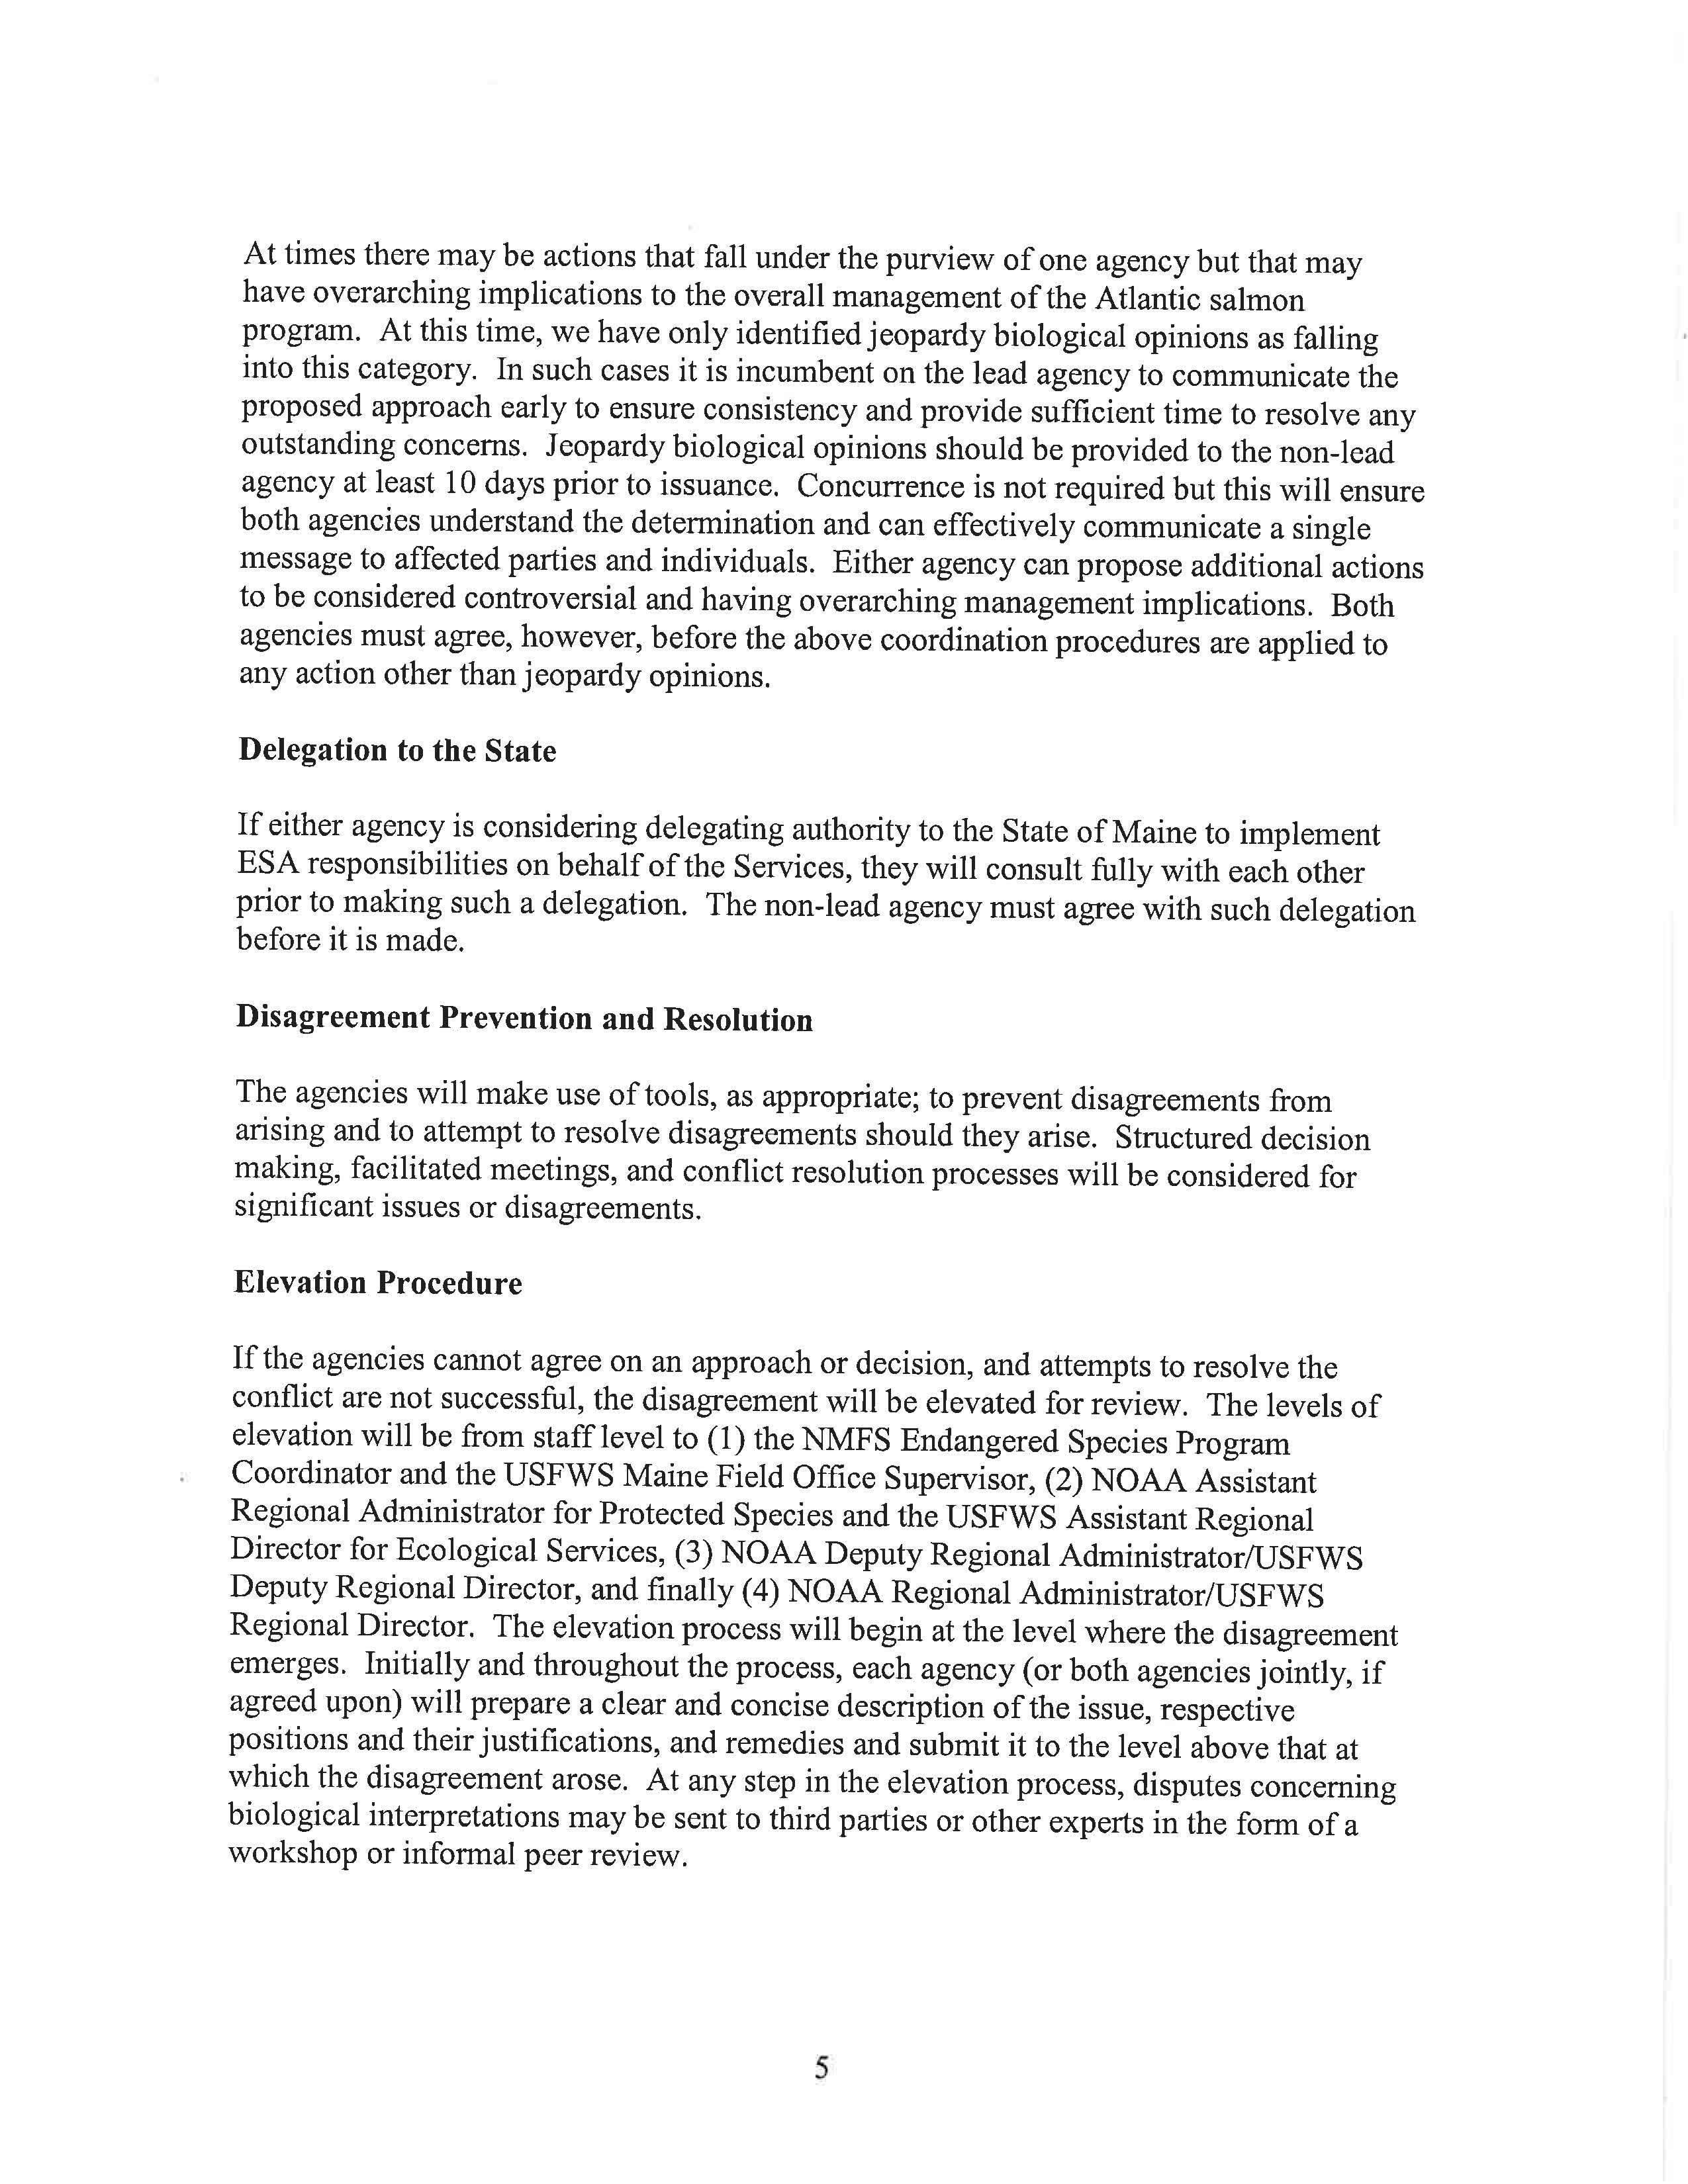 At times there may be actions that fall under the purview of one agency but that may
have overarching implications to the overall management of the Atlantic salmon
program. At this time, we have only identified jeopardy biological opinions as falling
into this category. In such cases it is incumbent on the lead agency to communicate the
proposed approach early to ensure consistency and provide sufficient time to resolve any
outstanding concerns. Jeopardy biological opinions should be provided to the non-lead
agency at least 10 days prior to issuance. Concurrence is not required but this will ensure
both agencies understand the determination and can effectively communicate a single
message to affected parties and individuals. Either agency can propose additional actions
to be considered controversial and having overarching management implications. Both
agencies must agree, however, before the above coordination procedures are applied to
any action other than jeopardy opinions.
Delegation to the State
If either agency is considering delegating authority to the State of Maine to implement
ESA responsibilities on behalf of the Services, they will consult fully with each other
prior to making such a delegation. The non-lead agency must agree with such delegation
before it is made.
Disagreement Prevention and Resolution
The agencies will make use of tools, as appropriate; to prevent disagreements from
arising and to attempt to resolve disagreements should they arise. Structured decision
making, facilitated meetings, and conflict resolution processes will be considered for
significant issues or disagreements.
Elevation Procedure
If the agencies cannot agree on an approach or decision, and attempts to resolve the
conflict are not successful, the disagreement will be elevated for review. The levels of
elevation will be from staff level to (1) the NMFS Endangered Species Program
Coordinator and the USFWS Maine Field Office Supervisor, (2) NOAA Assistant
Regional Administrator for Protected Species and the USFWS Assistant Regional
Director for Ecological Services, (3) NOAA Deputy Regional Administrator/USFWS
Deputy Regional Director, and finally (4) NOAA Regional Administrator/USFWS
Regional Director. The elevation process will begin at the level where the disagreement
emerges. Initially and throughout the process, each agency (or both agencies jointly, if
agreed upon) will prepare a clear and concise description of the issue, respective
positions and their justifications, and remedies and submit it to the level above that at
which the disagreement arose. At any step in the elevation process, disputes concerning
biological interpretations may be sent to third parties or other experts in the form of a
workshop or informal peer review.
5